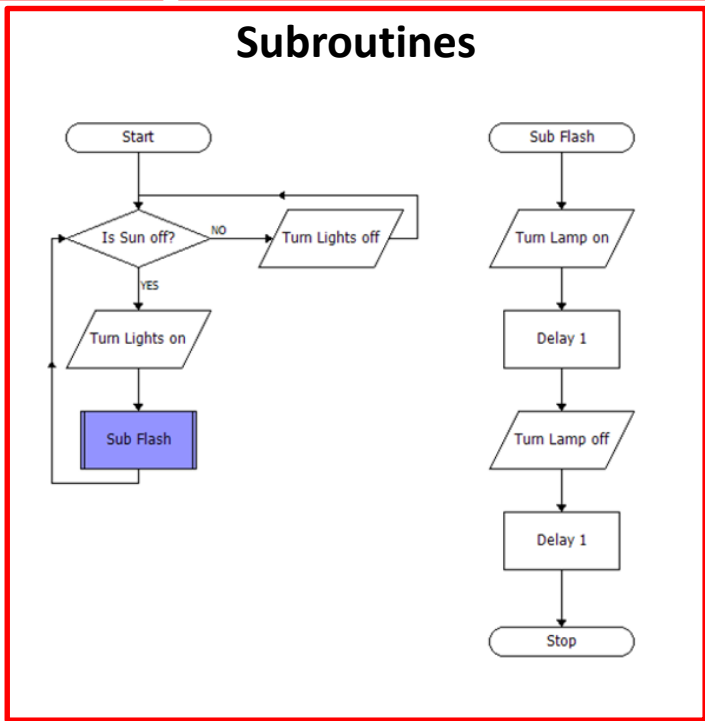 Subroutines
Start
Is Sun off?
NO
Turn Lights off
YES
Turn Lights on
Sub Flash
Sub Flash
Turn Lamp on
Delay 1
Turn Lamp off
Delay 1
Stop